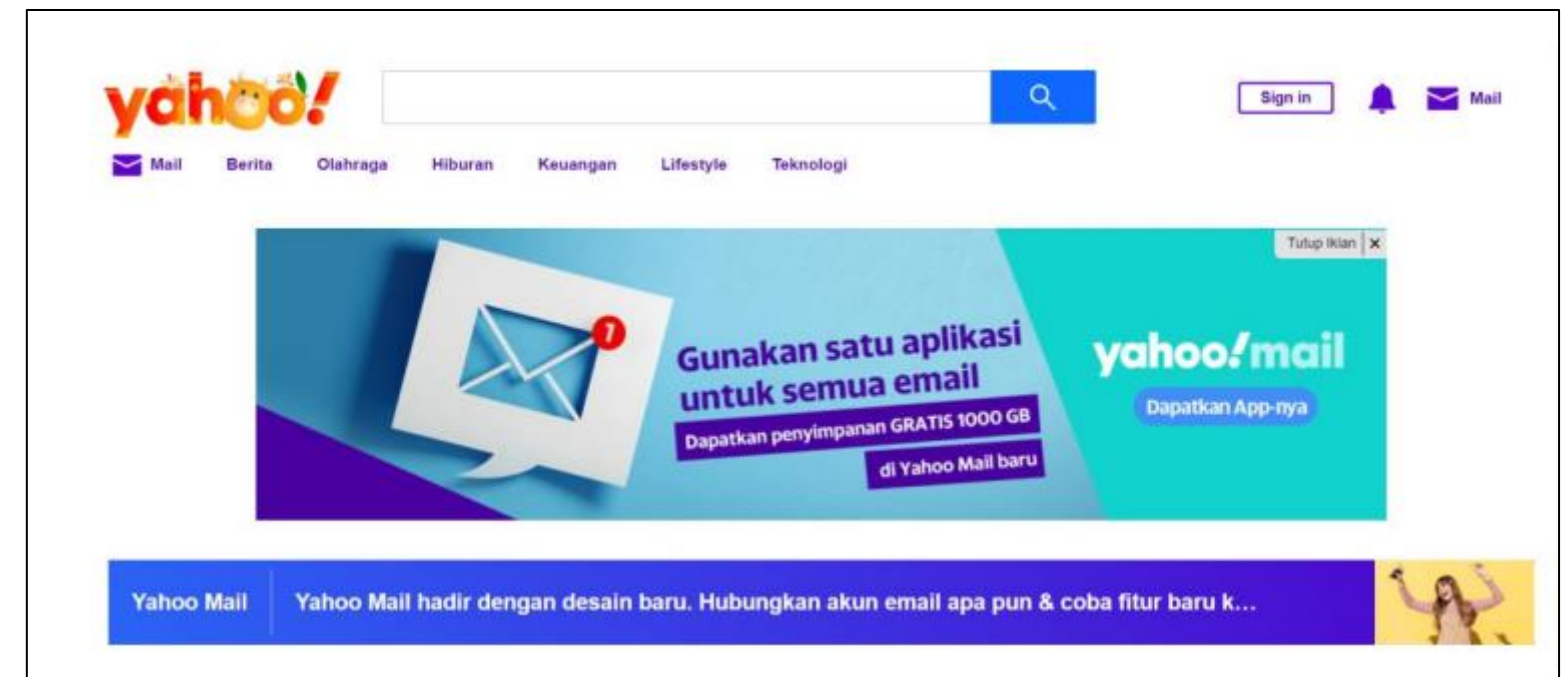 yahoo!
Sign in
Mail
Mail Berita Olahraga Hiburan Keuangan Lifestyle Teknologi
Tutup Iklan X
1
Gunakan satu aplikasi
untuk semua email
Dapatkan penyimpanan GRATIS 1000 GB
di Yahoo Mail baru
yahoo!mail
Dapatkan App-nya
Yahoo Mail
Yahoo Mail hadir dengan desain baru. Hubungkan akun email apa pun & coba fitur baru k...